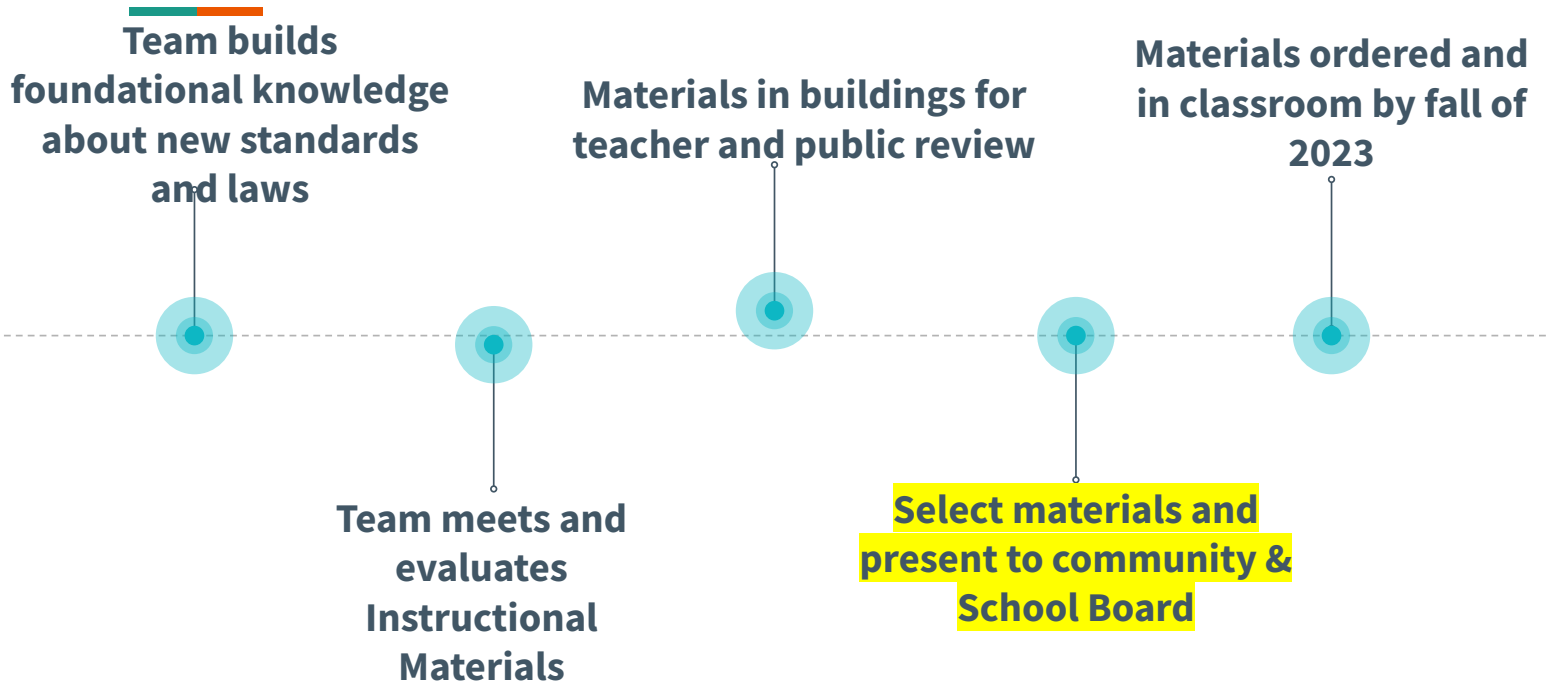 Team builds
foundational knowledge
about new standards
and laws
Team meets and
evaluates
Instructional
Materials
Materials in buildings for
teacher and public review
Select materials and
present to community &
School Board
Materials ordered and
in classroom by fall of
2023